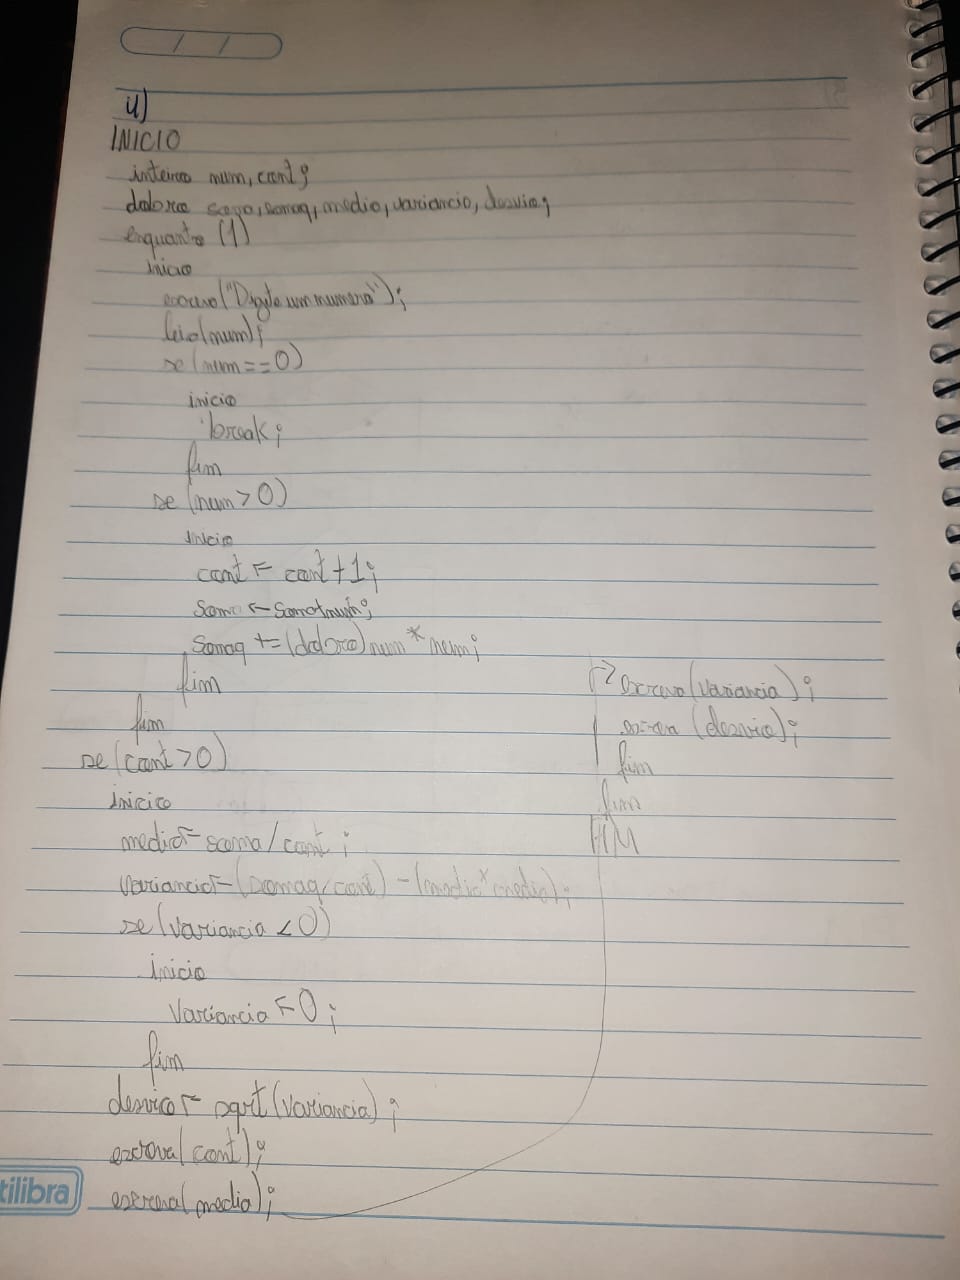 4)
INICIO
inteiro num, cont;
dobro soma, somaq, media, variancia, desvio;
enquanto (1)
inicio
escreva("Digite um numero");
leia(num);
se (num==0)
inicio
break;
fim
se (num>0)
inicio
cont ← cont+1;
soma ← soma+num;
somaq += (dobro)num*num;
fim
fim
se (cont>0)
inicio
media← soma/cont;
variancia←(somaq/cont) - (media*media);
se (variancia <0)
inicio
variancia ←0;
fim
desvio← sqrt(variancia);
escreva(cont);
escreva(media);
escreva(variancia);
escreva (desvio);
fim
fim
FIM
tilibra